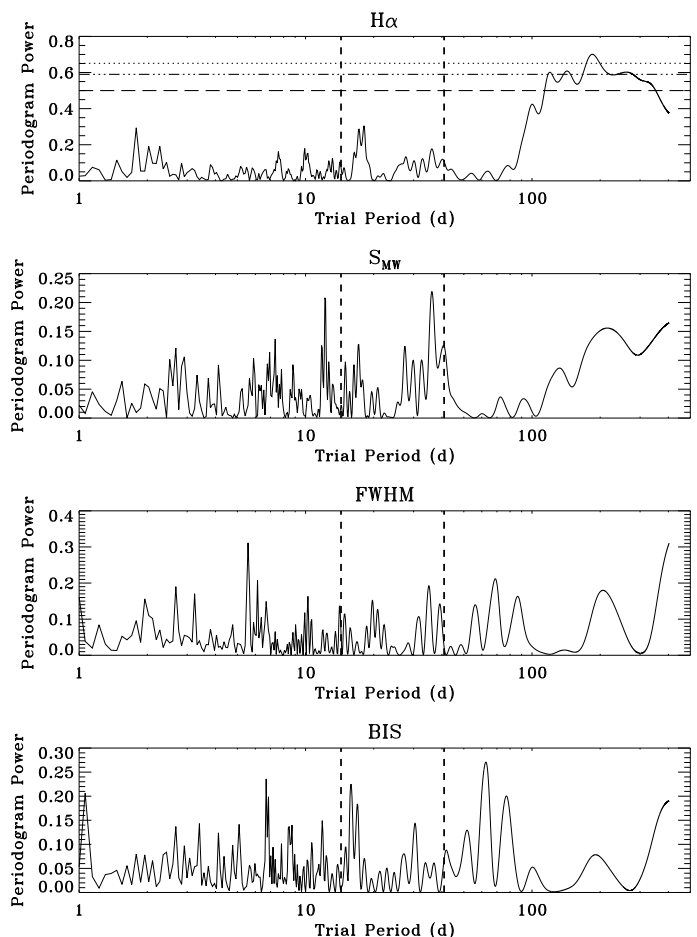 Hα
Periodogram Power
0.8
0.6
0.4
0.2
0.0
1 10 100
Trial Period (d)
S_MW
Periodogram Power
0.25
0.20
0.15
0.10
0.05
0.00
1 10 100
Trial Period (d)
FWHM
Periodogram Power
0.4
0.3
0.2
0.1
0.0
1 10 100
Trial Period (d)
BIS
Periodogram Power
0.30
0.25
0.20
0.15
0.10
0.05
0.00
1 10 100
Trial Period (d)